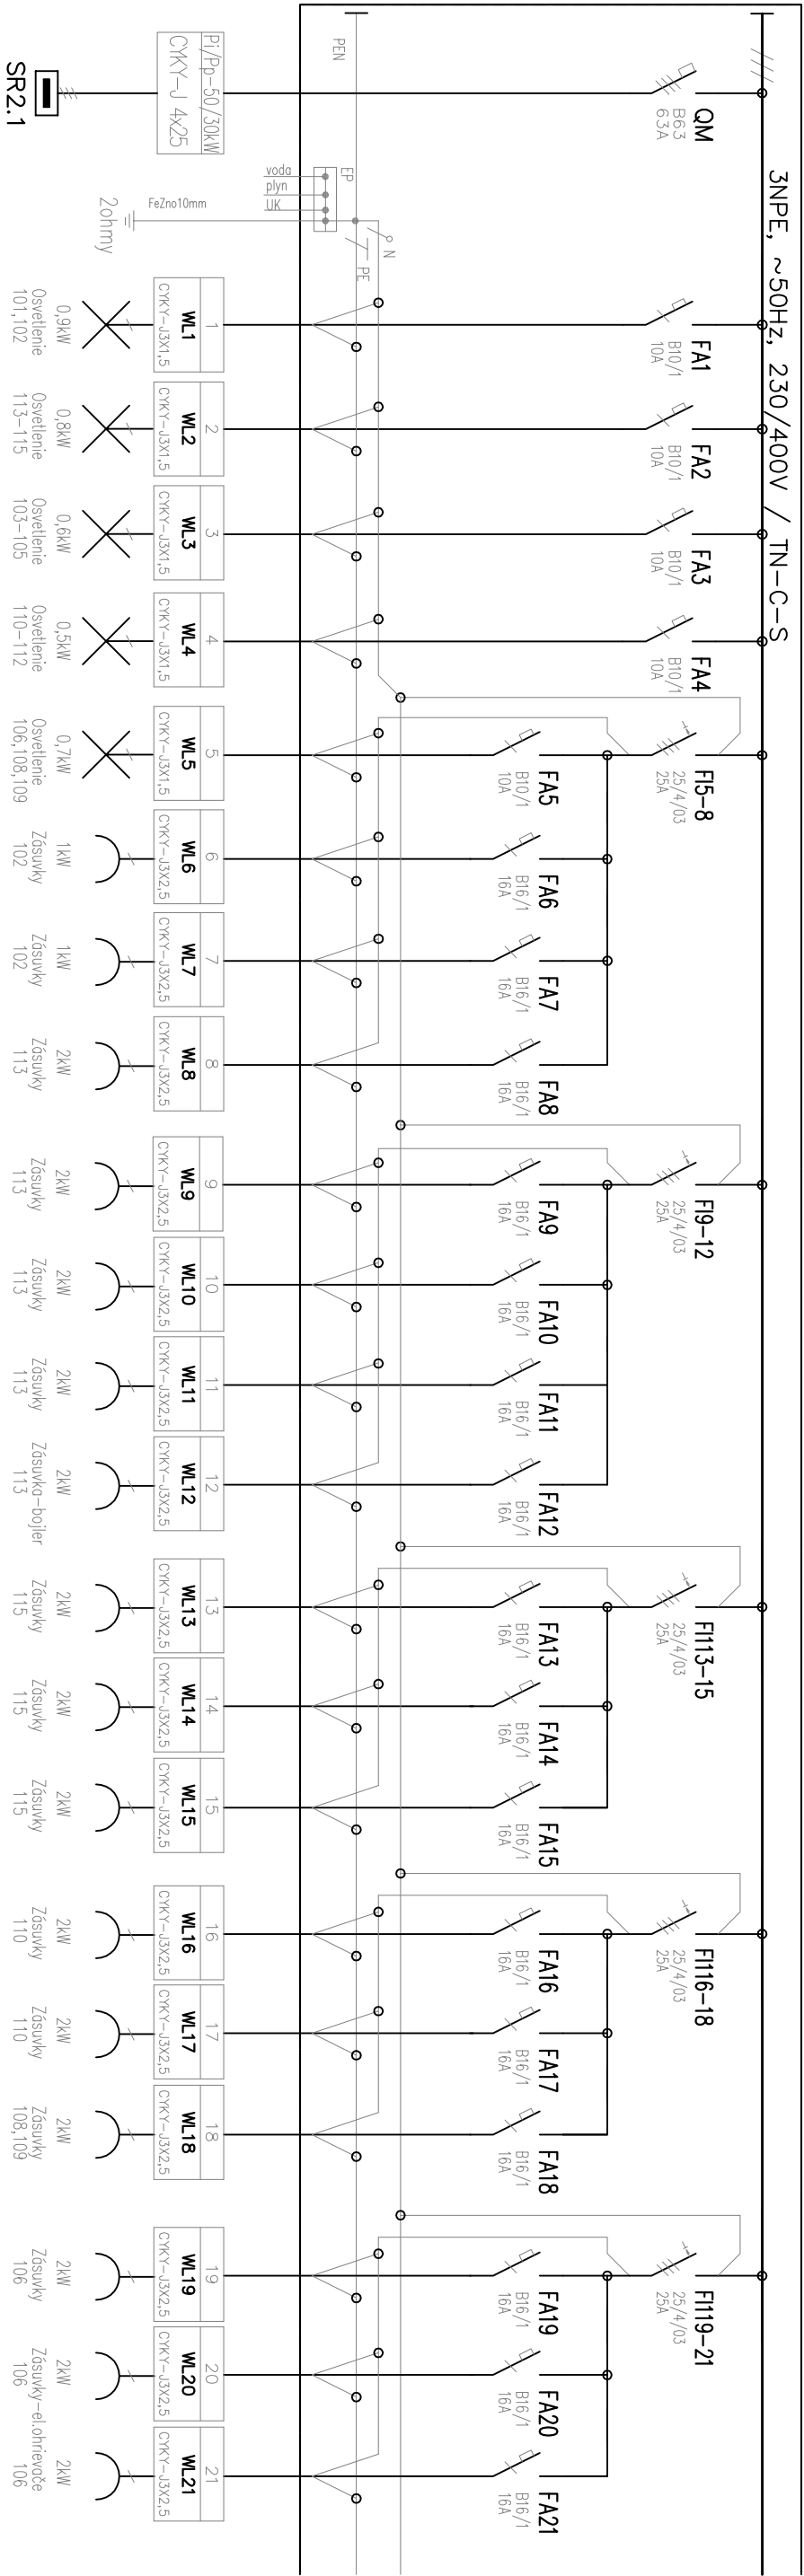 3NPE, ~50Hz, 230/400V / TN-C-S
QM
B63
63A
PEN
Pi/Pp-50/30kW
CYKY-J 4x25
SR2.1
EP
voda
plyn
UK
N
PE
FeZno10mm
2ohmy
FA1
B10/1
10A
1
WL1
CYKY-J3X1,5
0,9kW
Osvetlenie
101,102
FA2
B10/1
10A
2
WL2
CYKY-J3X1,5
0,8kW
Osvetlenie
113-115
FA3
B10/1
10A
3
WL3
CYKY-J3X1,5
0,6kW
Osvetlenie
103-105
FA4
B10/1
10A
4
WL4
CYKY-J3X1,5
0,5kW
Osvetlenie
110-112
FI5-8
25/4/03
25A
FA5
B10/1
10A
5
WL5
CYKY-J3X1,5
0,7kW
Osvetlenie
106,108,109
FA6
B16/1
16A
6
WL6
CYKY-J3X2,5
1kW
Zásuvky
102
FA7
B16/1
16A
7
WL7
CYKY-J3X2,5
1kW
Zásuvky
102
FA8
B16/1
16A
8
WL8
CYKY-J3X2,5
2kW
Zásuvky
113
FI9-12
25/4/03
25A
FA9
B16/1
16A
9
WL9
CYKY-J3X2,5
2kW
Zásuvky
113
FA10
B16/1
16A
10
WL10
CYKY-J3X2,5
2kW
Zásuvky
113
FA11
B16/1
16A
11
WL11
CYKY-J3X2,5
2kW
Zásuvky
113
FA12
B16/1
16A
12
WL12
CYKY-J3X2,5
2kW
Zásuvka-bojler
113
FI113-15
25/4/03
25A
FA13
B16/1
16A
13
WL13
CYKY-J3X2,5
2kW
Zásuvky
115
FA14
B16/1
16A
14
WL14
CYKY-J3X2,5
2kW
Zásuvky
115
FA15
B16/1
16A
15
WL15
CYKY-J3X2,5
2kW
Zásuvky
115
FI116-18
25/4/03
25A
FA16
B16/1
16A
16
WL16
CYKY-J3X2,5
2kW
Zásuvky
110
FA17
B16/1
16A
17
WL17
CYKY-J3X2,5
2kW
Zásuvky
110
FA18
B16/1
16A
18
WL18
CYKY-J3X2,5
2kW
Zásuvky
108,109
FI119-21
25/4/03
25A
FA19
B16/1
16A
19
WL19
CYKY-J3X2,5
2kW
Zásuvky
106
FA20
B16/1
16A
20
WL20
CYKY-J3X2,5
2kW
Zásuvky-el.ohrievače
106
FA21
B16/1
16A
21
WL21
CYKY-J3X2,5
2kW
106